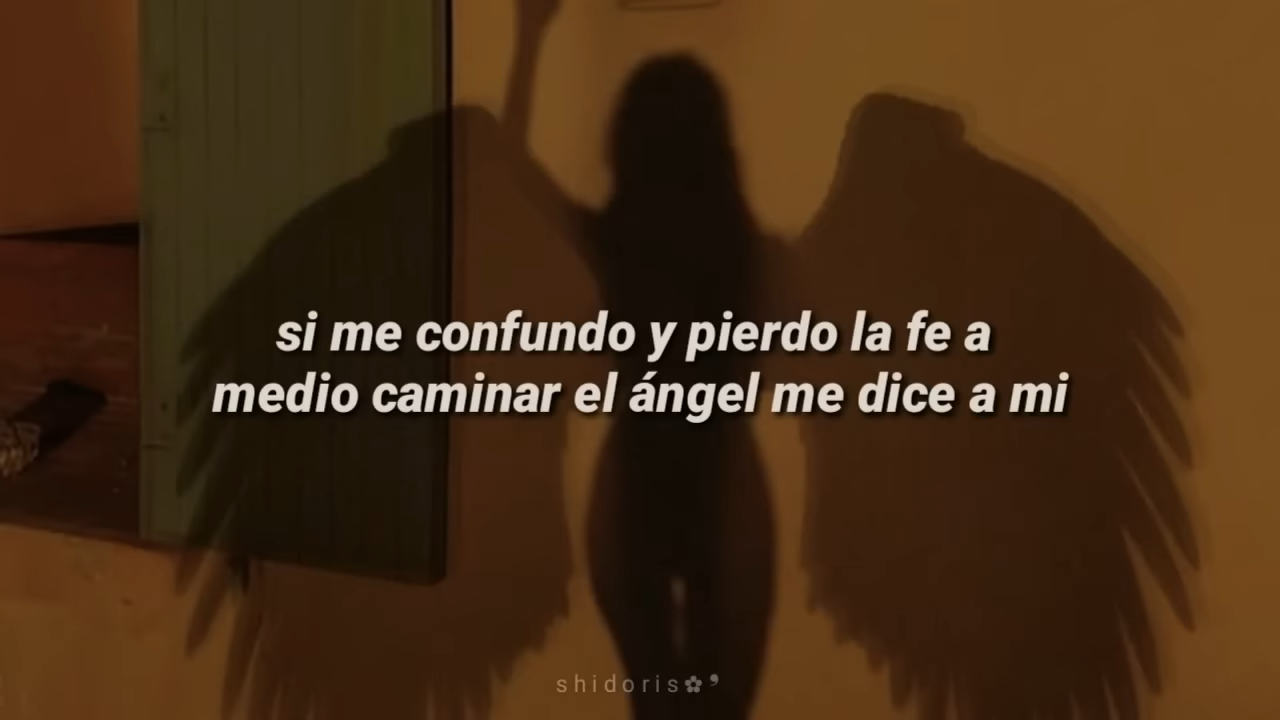 si me confundo y pierdo la fe a
medio caminar el ángel me dice a mi
shidoris✿❜